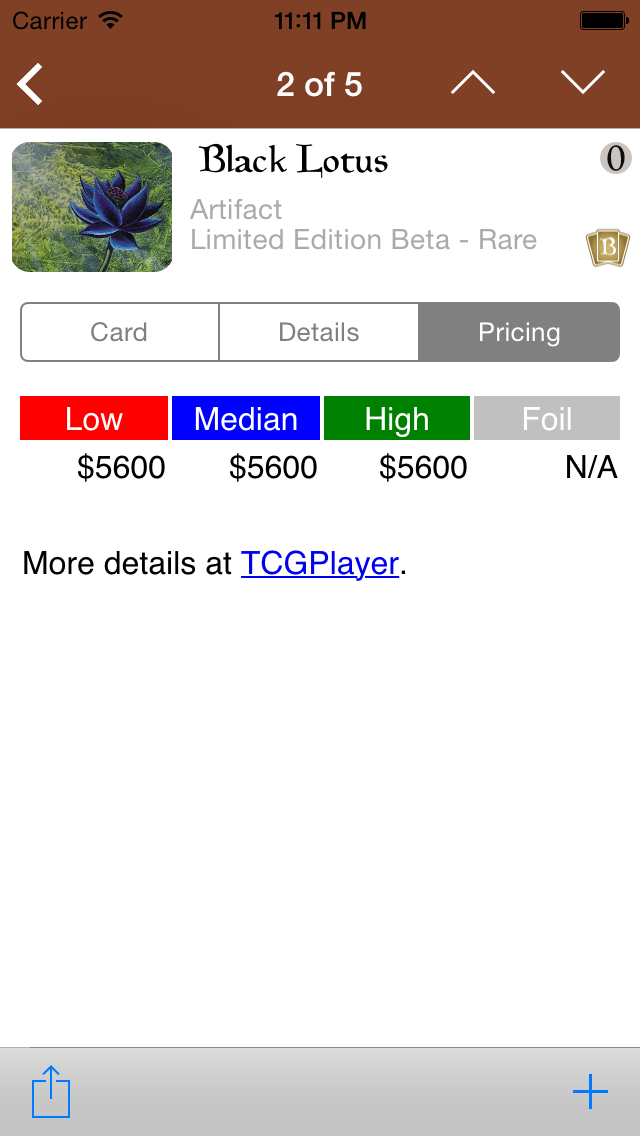 Carrier 11:11 PM
2 of 5
Black Lotus 0
Artifact
Limited Edition Beta - Rare B
Card Details Pricing
Low Median High Foil
$5600 $5600 $5600 N/A
More details at TCGPlayer.